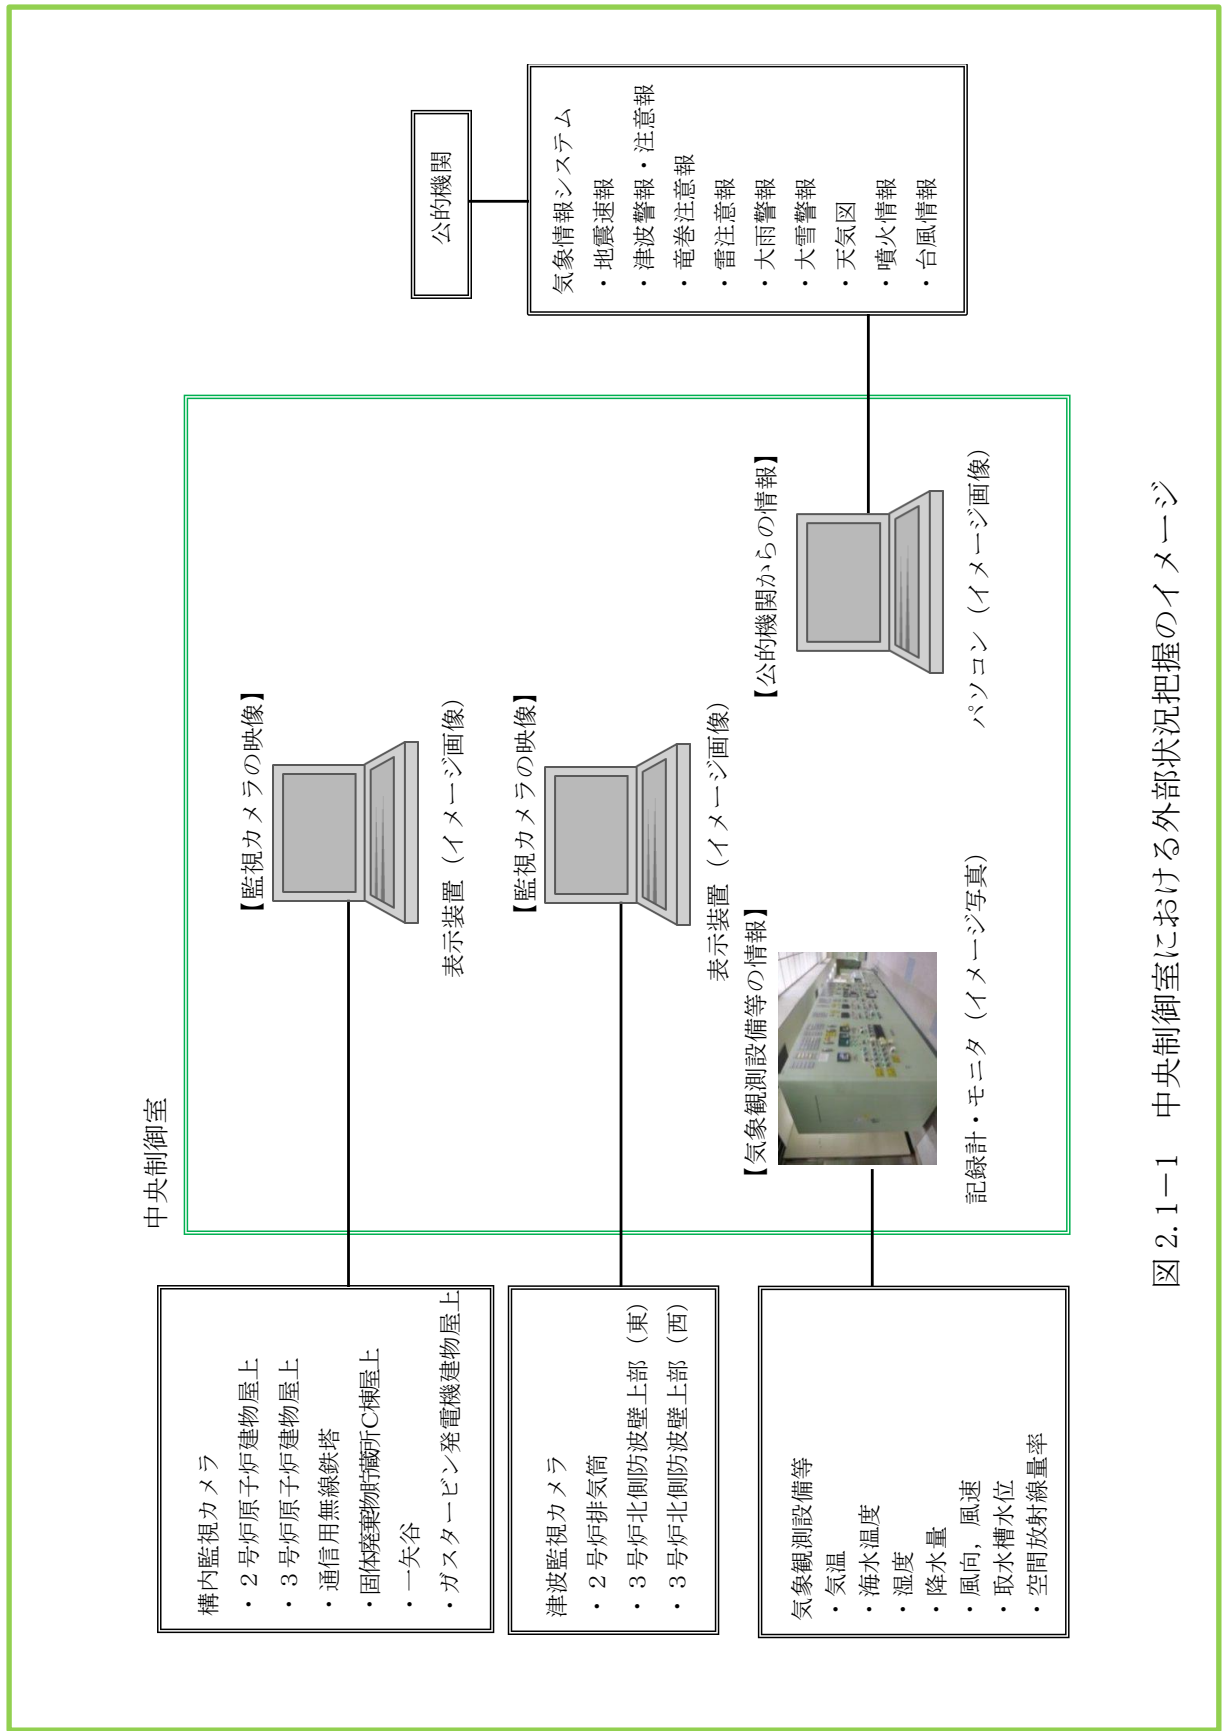 中央制御室
構内監視カメラ
・２号炉原子炉建物屋上
・３号炉原子炉建物屋上
・通信用無線鉄塔
・固体廃棄物貯蔵所C棟屋上
・一矢谷
・ガスタービン発電機建物屋上
津波監視カメラ
・２号炉排気筒
・３号炉北側防波壁上部（東）
・３号炉北側防波壁上部（西）
気象観測設備等
・気温
・海水温度
・湿度
・降水量
・風向，風速
・取水槽水位
・空間放射線量率
【監視カメラの映像】
表示装置（イメージ画像）
【監視カメラの映像】
表示装置（イメージ画像）
【気象観測設備等の情報】
記録計・モニタ（イメージ写真）
【公的機関からの情報】
パソコン（イメージ画像）
公的機関
気象情報システム
・地震速報
・津波警報・注意報
・竜巻注意報
・雷注意報
・大雨警報
・大雪警報
・天気図
・噴火情報
・台風情報
図 2.1－1　中央制御室における外部状況把握のイメージ